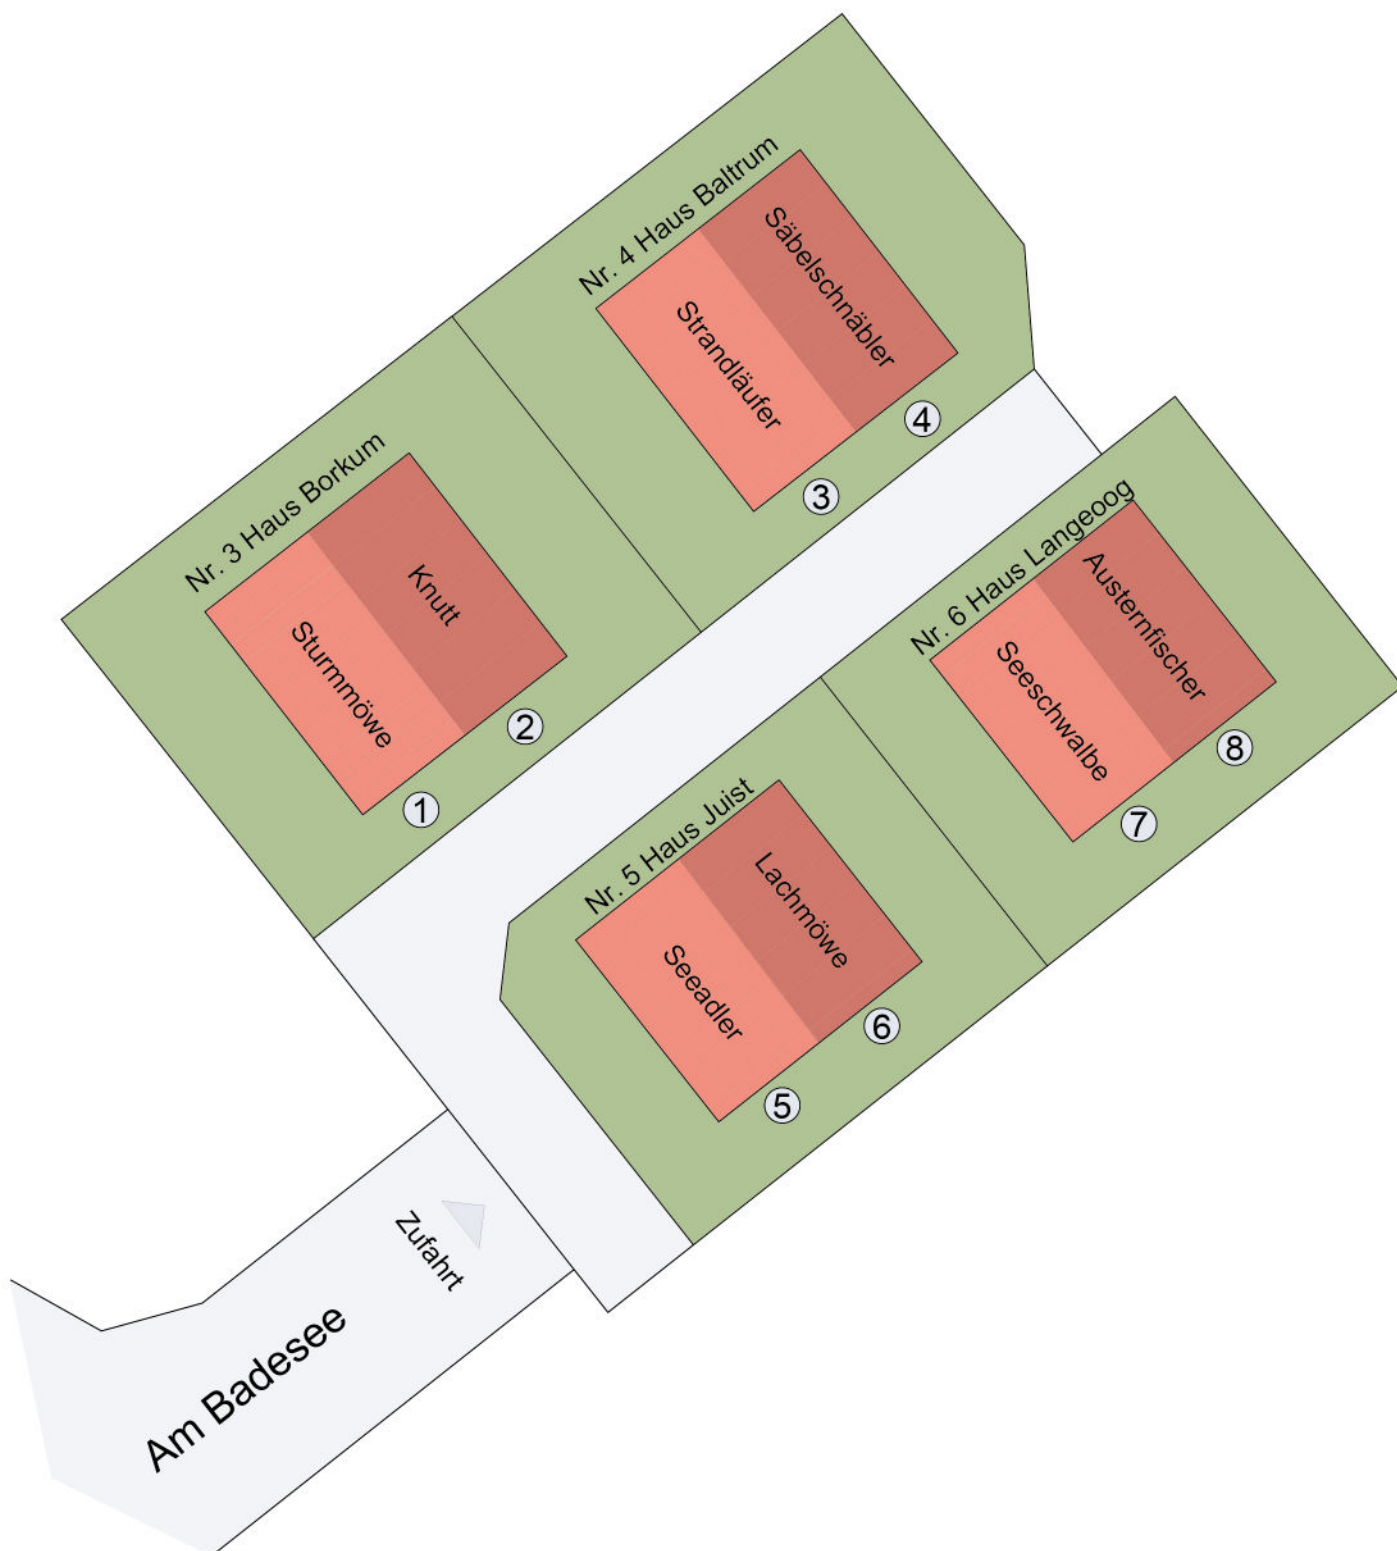 Nr. 4 Haus Baltrum
Strandläufer
Säbelschnäbler
3
4
Nr. 3 Haus Borkum
Sturmmöwe
Knutt
1
2
Nr. 6 Haus Langeoog
Seeschwalbe
Austernfischer
7
8
Nr. 5 Haus Juist
Seeadler
Lachmöwe
5
6
Zufahrt
Am Badesee